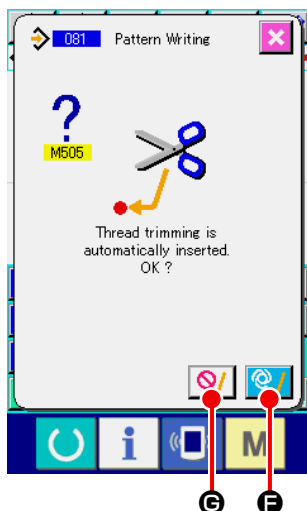 081 Pattern Writing
?
M505
Thread trimming is
automatically inserted.
OK ?
i M
G F